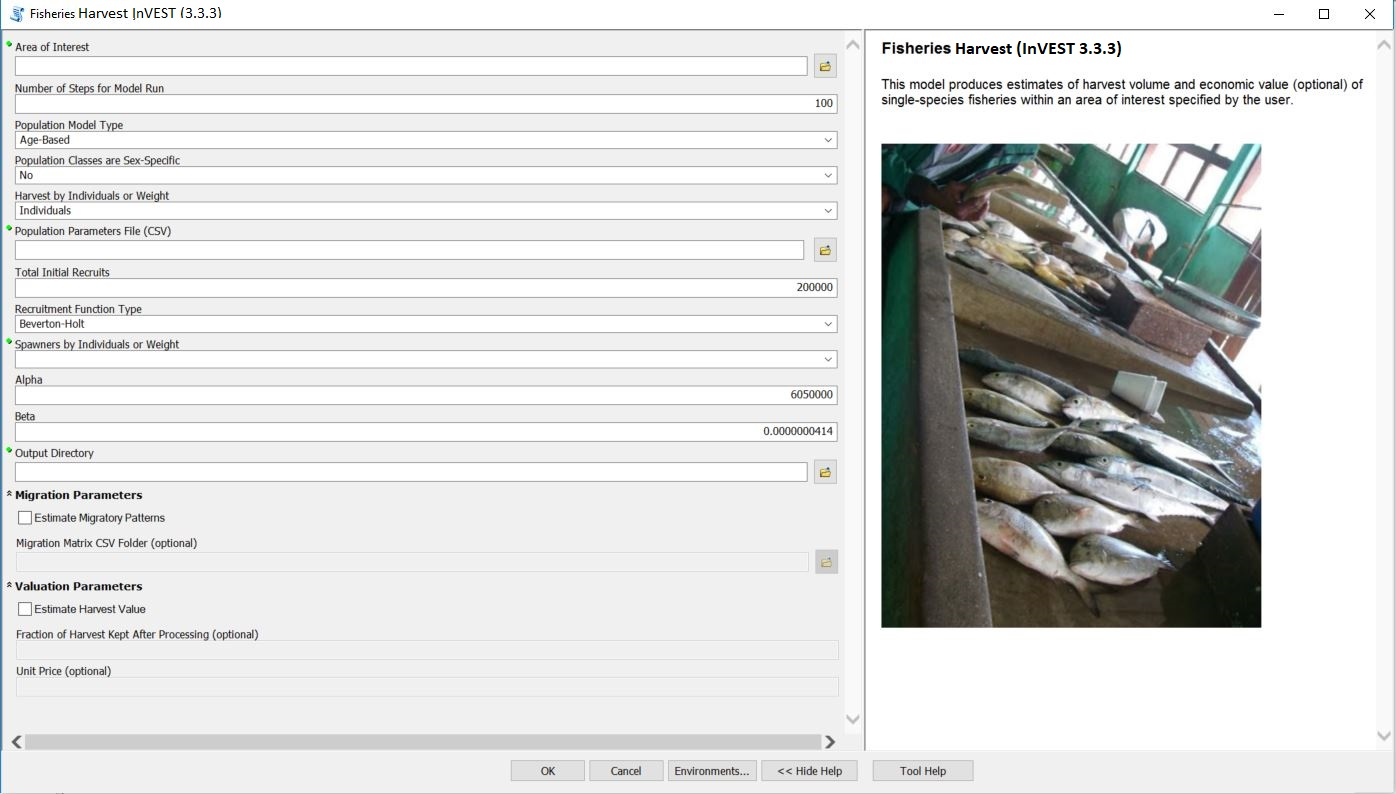 Fisheries Harvest InVEST (3.3.3)
Area of Interest
Number of Steps for Model Run
100
Population Model Type
Age-Based
Population Classes are Sex-Specific
No
Harvest by Individuals or Weight
Individuals
Population Parameters File (CSV)
Total Initial Recruits
200000
Recruitment Function Type
Beverton-Holt
Spawners by Individuals or Weight
Alpha
6050000
Beta
0.0000000414
Output Directory
Migration Parameters
Estimate Migratory Patterns
Migration Matrix CSV Folder (optional)
Valuation Parameters
Estimate Harvest Value
Fraction of Harvest Kept After Processing (optional)
Unit Price (optional)
Fisheries Harvest (InVEST 3.3.3)
This model produces estimates of harvest volume and economic value (optional) of
single-species fisheries within an area of interest specified by the user.
OK
Cancel
Environments...
<< Hide Help
Tool Help